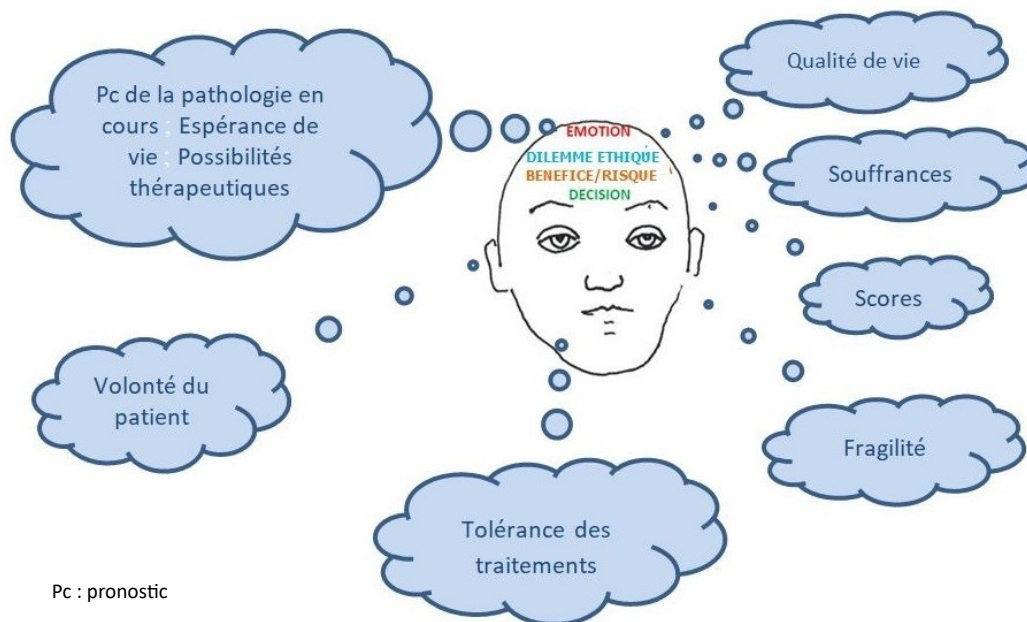 Pc de la pathologie en
cours : Espérance de
vie : Possibilités
thérapeutiques
EMOTION
DILEMME ETHIQUE
BENEFICE/RISQUE
DECISION
Qualité de vie
Souffrances
Scores
Fragilité
Volonté du
patient
Tolérance des
traitements
Pc : pronostic